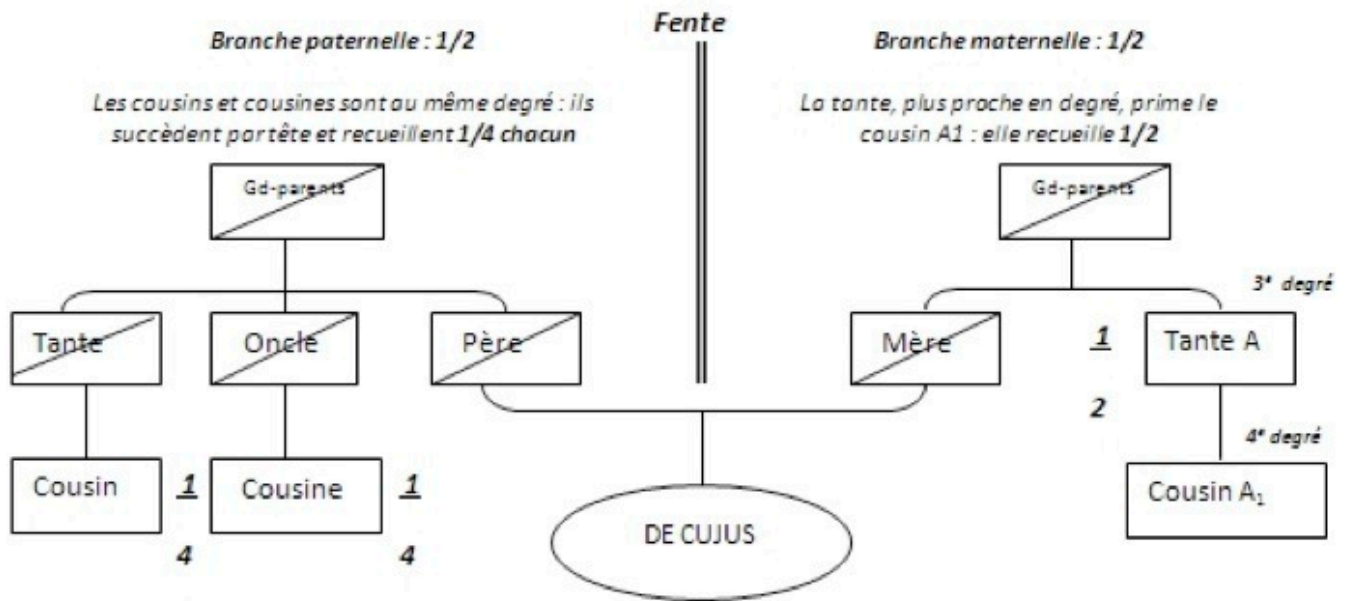 Fente
Branche paternelle : 1/2
Branche maternelle : 1/2
Les cousins et cousines sont au même degré : ils
succèdent par tête et recueillent 1/4 chacun
La tante, plus proche en degré, prime le
cousin A1 : elle recueille 1/2
Gd-parents
Gd-parents
3e degré
Tante
Oncle
Père
Mère
1
2
Tante A
4e degré
Cousin
1
4
Cousine
1
4
DE CUJUS
Cousin A1